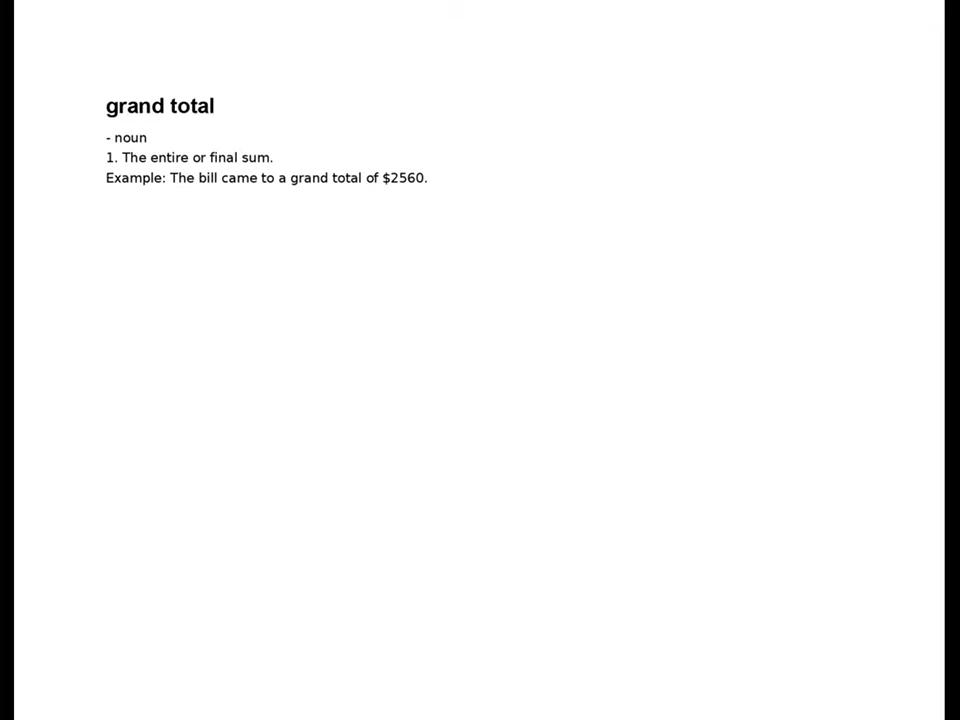 grand total
- noun
1. The entire or final sum.
Example: The bill came to a grand total of $2560.